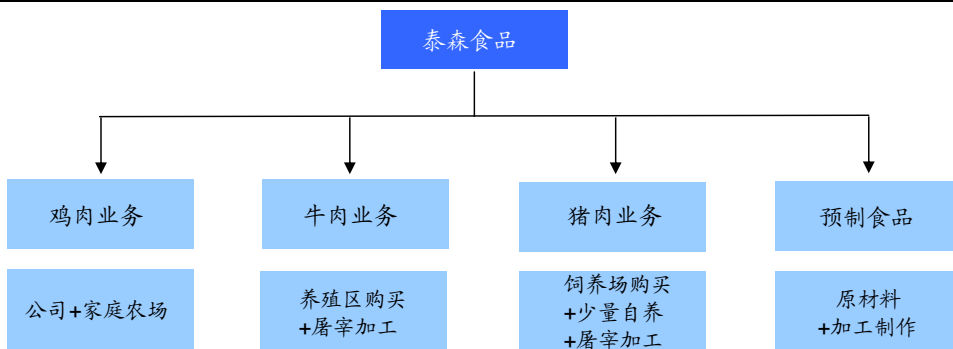 泰森食品
鸡肉业务
牛肉业务
猪肉业务
预制食品
公司+家庭农场
养殖区购买
+屠宰加工
饲养场购买
+少量自养
+屠宰加工
原材料
+加工制作